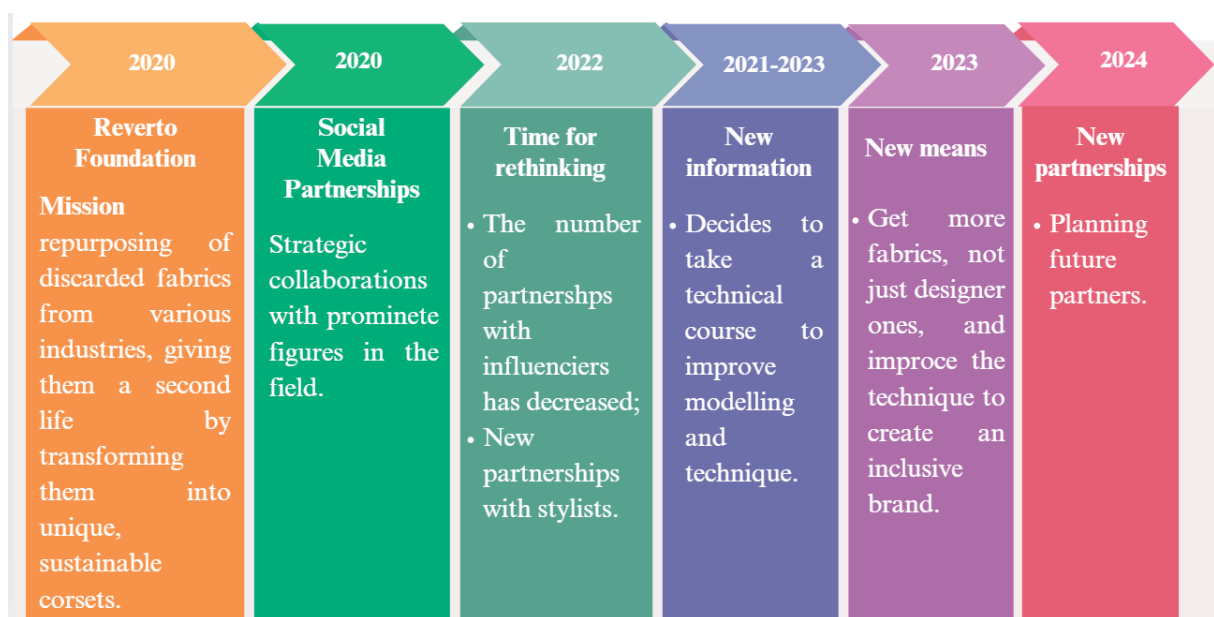 2020
Reverto
Foundation
Mission
repurposing of
discarded fabrics
from various
industries, giving
them a second
life by
transforming
them into
unique,
sustainable
corsets.
2020
Social
Media
Partnerships
Strategic
collaborations
with prominete
figures in the
field.
2022
Time for
rethinking
• The number
of
partnershps
with
influenciers
has decreased;
• New
partnerships
with stylists.
2021-2023
New
information
• Decides to
take a
technical
course to
improve
modelling
and
technique.
2023
New means
• Get more
fabrics, not
just designer
ones, and
improce the
technique to
create an
inclusive
brand.
2024
New
partnerships
• Planning
future
partners.